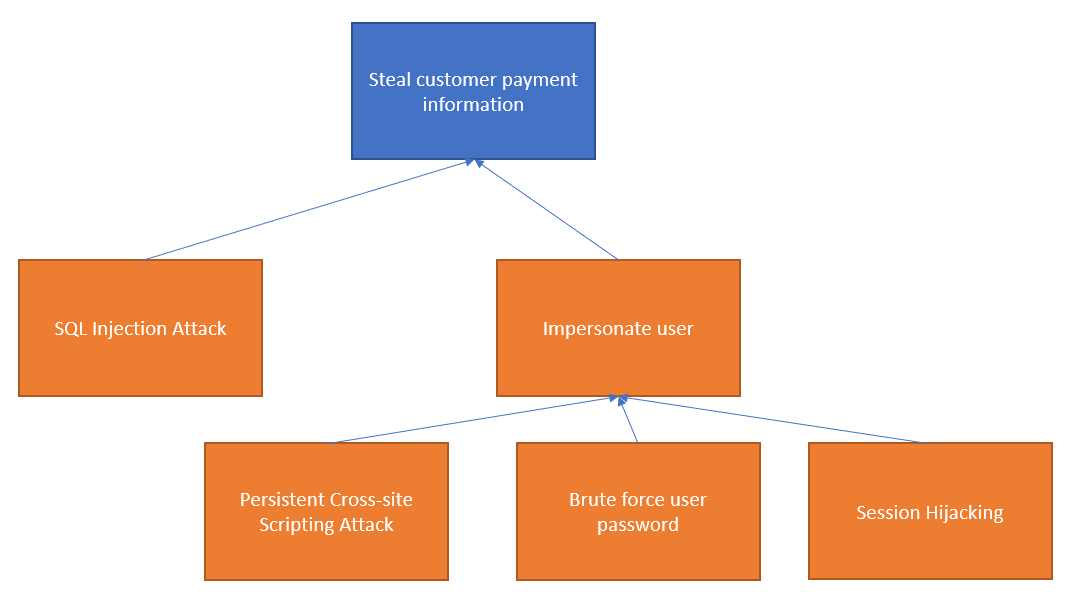 Steal customer payment
information
SQL Injection Attack
Impersonate user
Persistent Cross-site
Scripting Attack
Brute force user
password
Session Hijacking